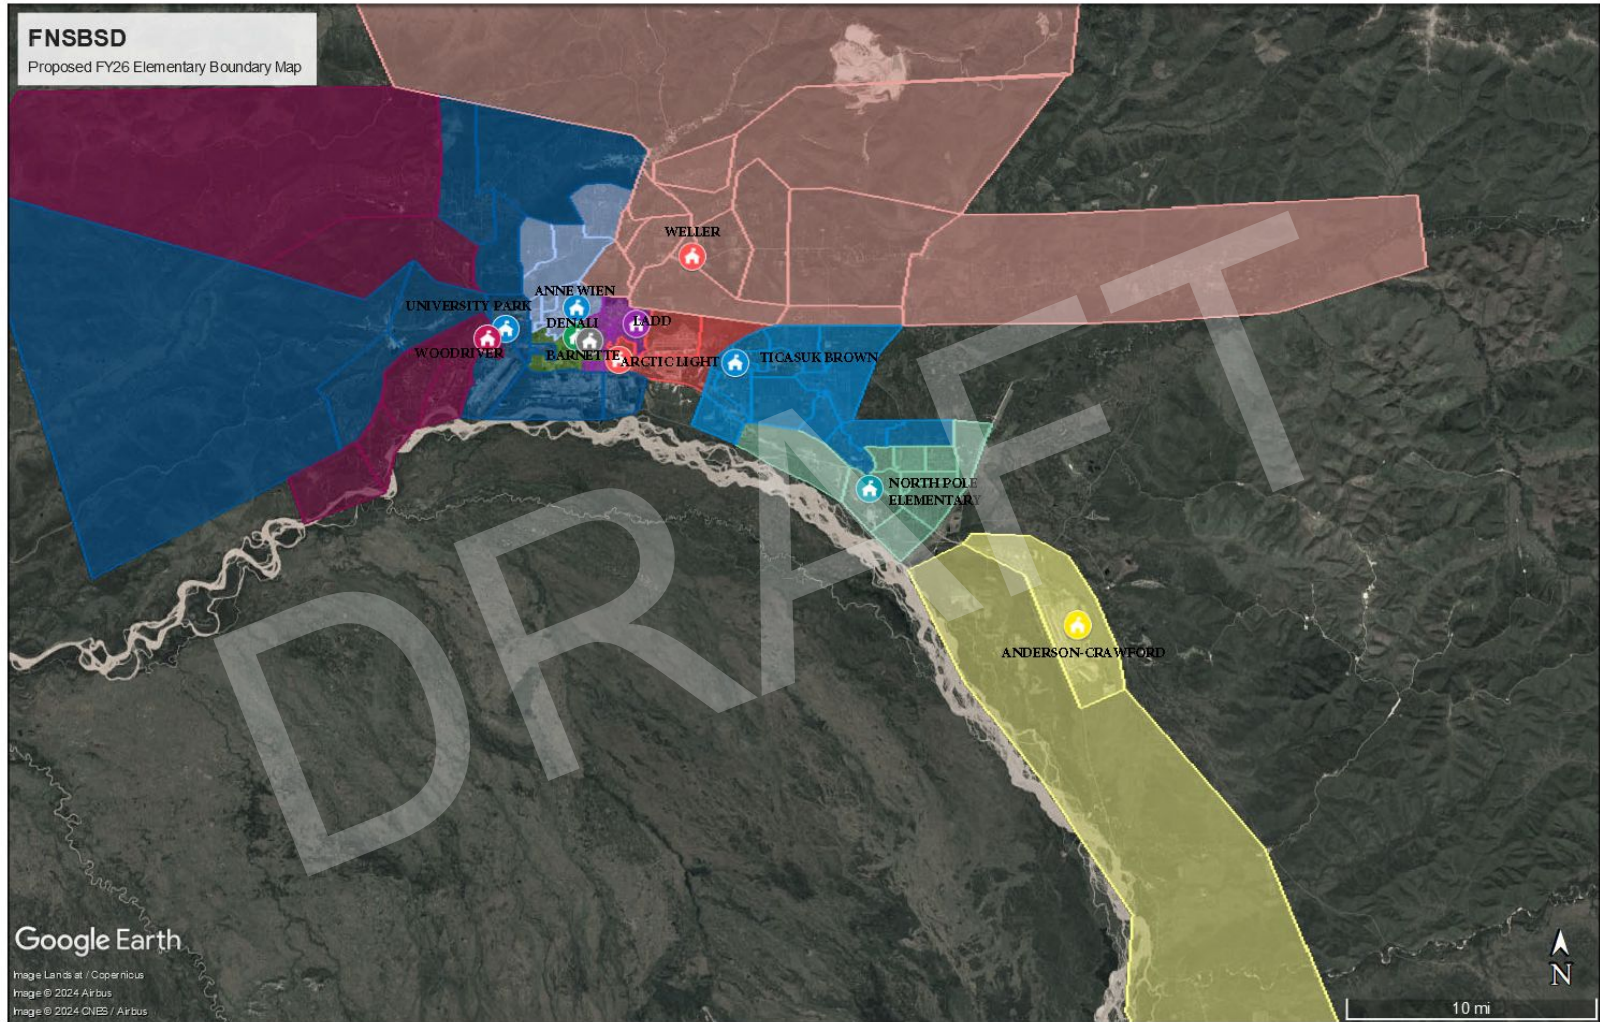 FNSBSD
Proposed FY26 Elementary Boundary Map
WELLER
ANNE WIEN
UNIVERSITY PARK
DENALI
LADD
WOODRIVER
BARNETTE
ARCTIC LIGHT
TICASUK BROWN
NORTH POLE
ELEMENTARY
ANDERSON-CRAWFORD
DRAFT
Google Earth
Image Landsat / Copernicus
Image © 2024 Airbus
Image © 2024 CNES / Airbus
N
10 mi